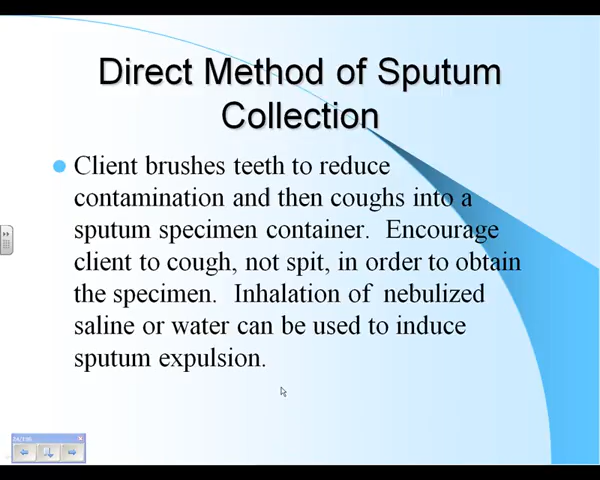 Direct Method of Sputum
Collection
Client brushes teeth to reduce
contamination and then coughs into a
sputum specimen container.  Encourage
client to cough, not spit, in order to obtain
the specimen.  Inhalation of nebulized
saline or water can be used to induce
sputum expulsion.